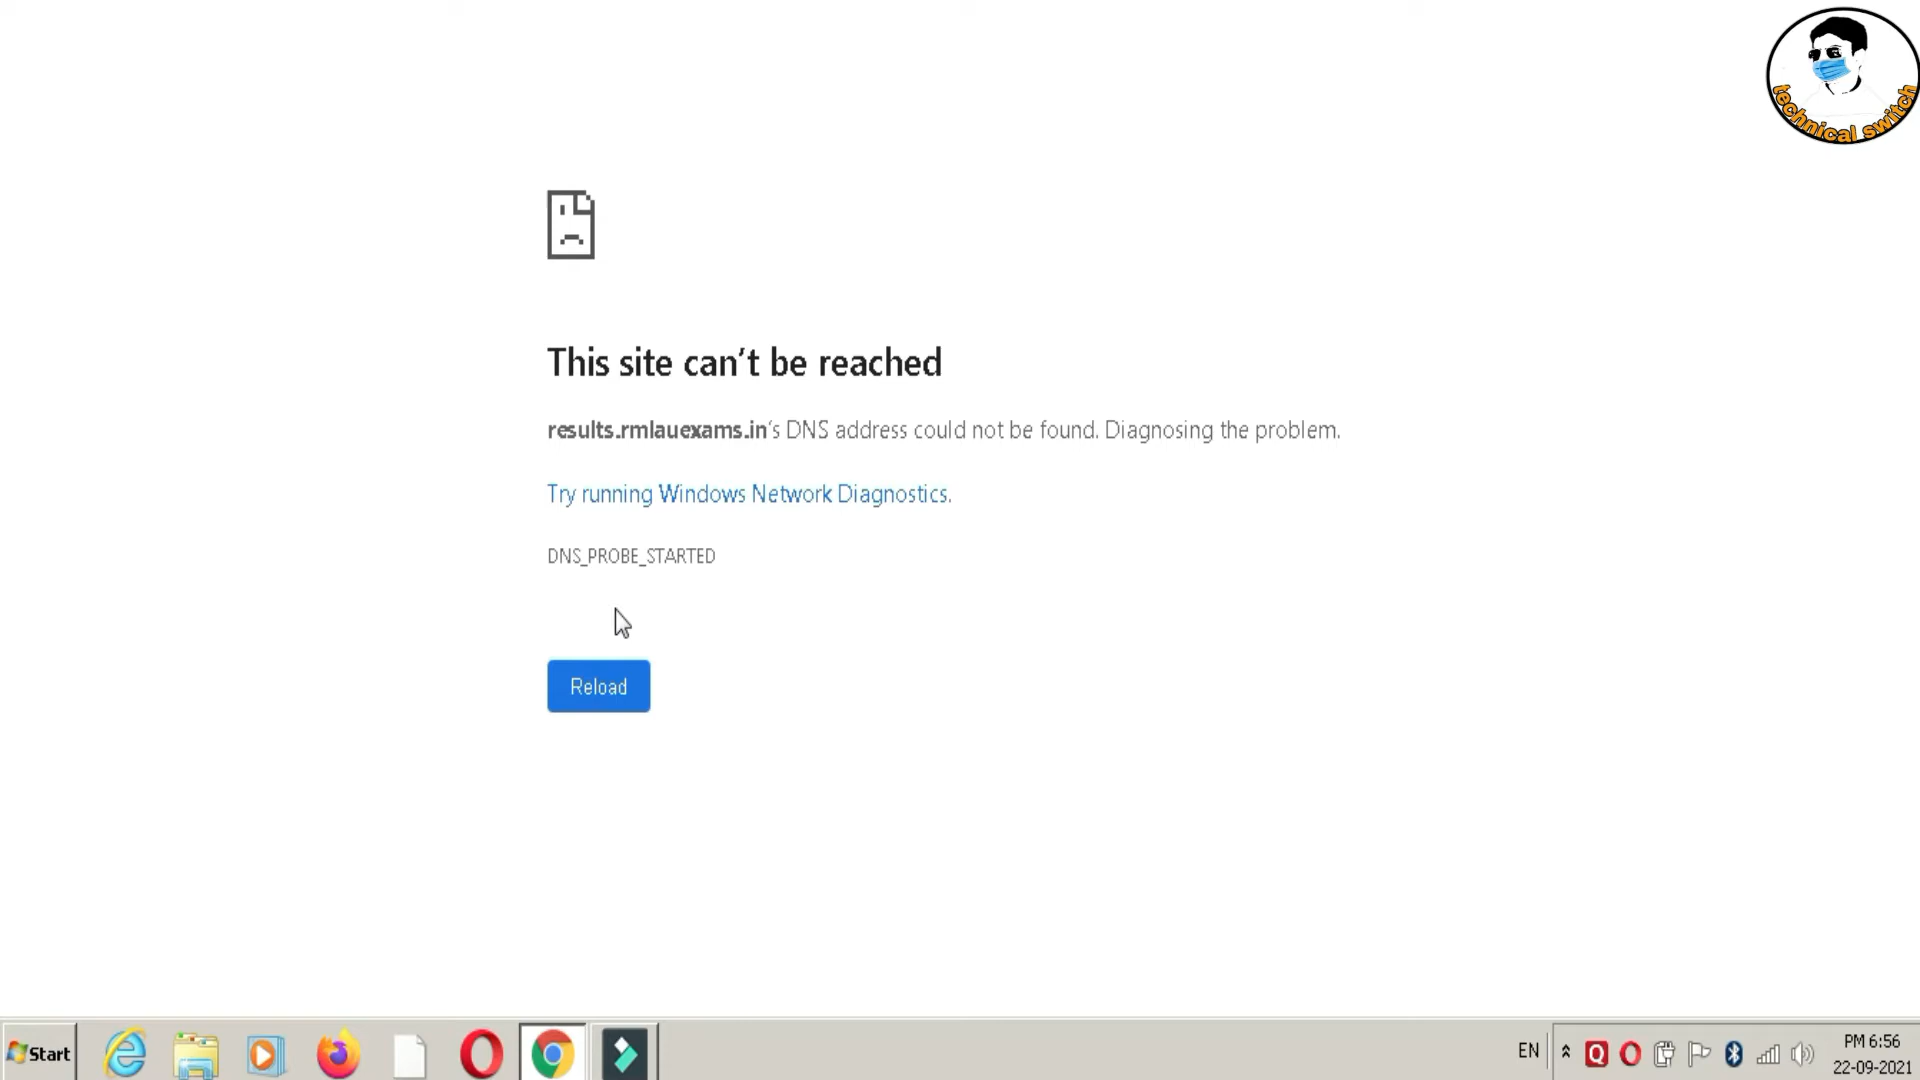 technical switch
This site can’t be reached
results.rmlauexams.in’s DNS address could not be found. Diagnosing the problem.
Try running Windows Network Diagnostics.
DNS_PROBE_STARTED
Reload
Start
EN
PM 6:56
22-09-2021